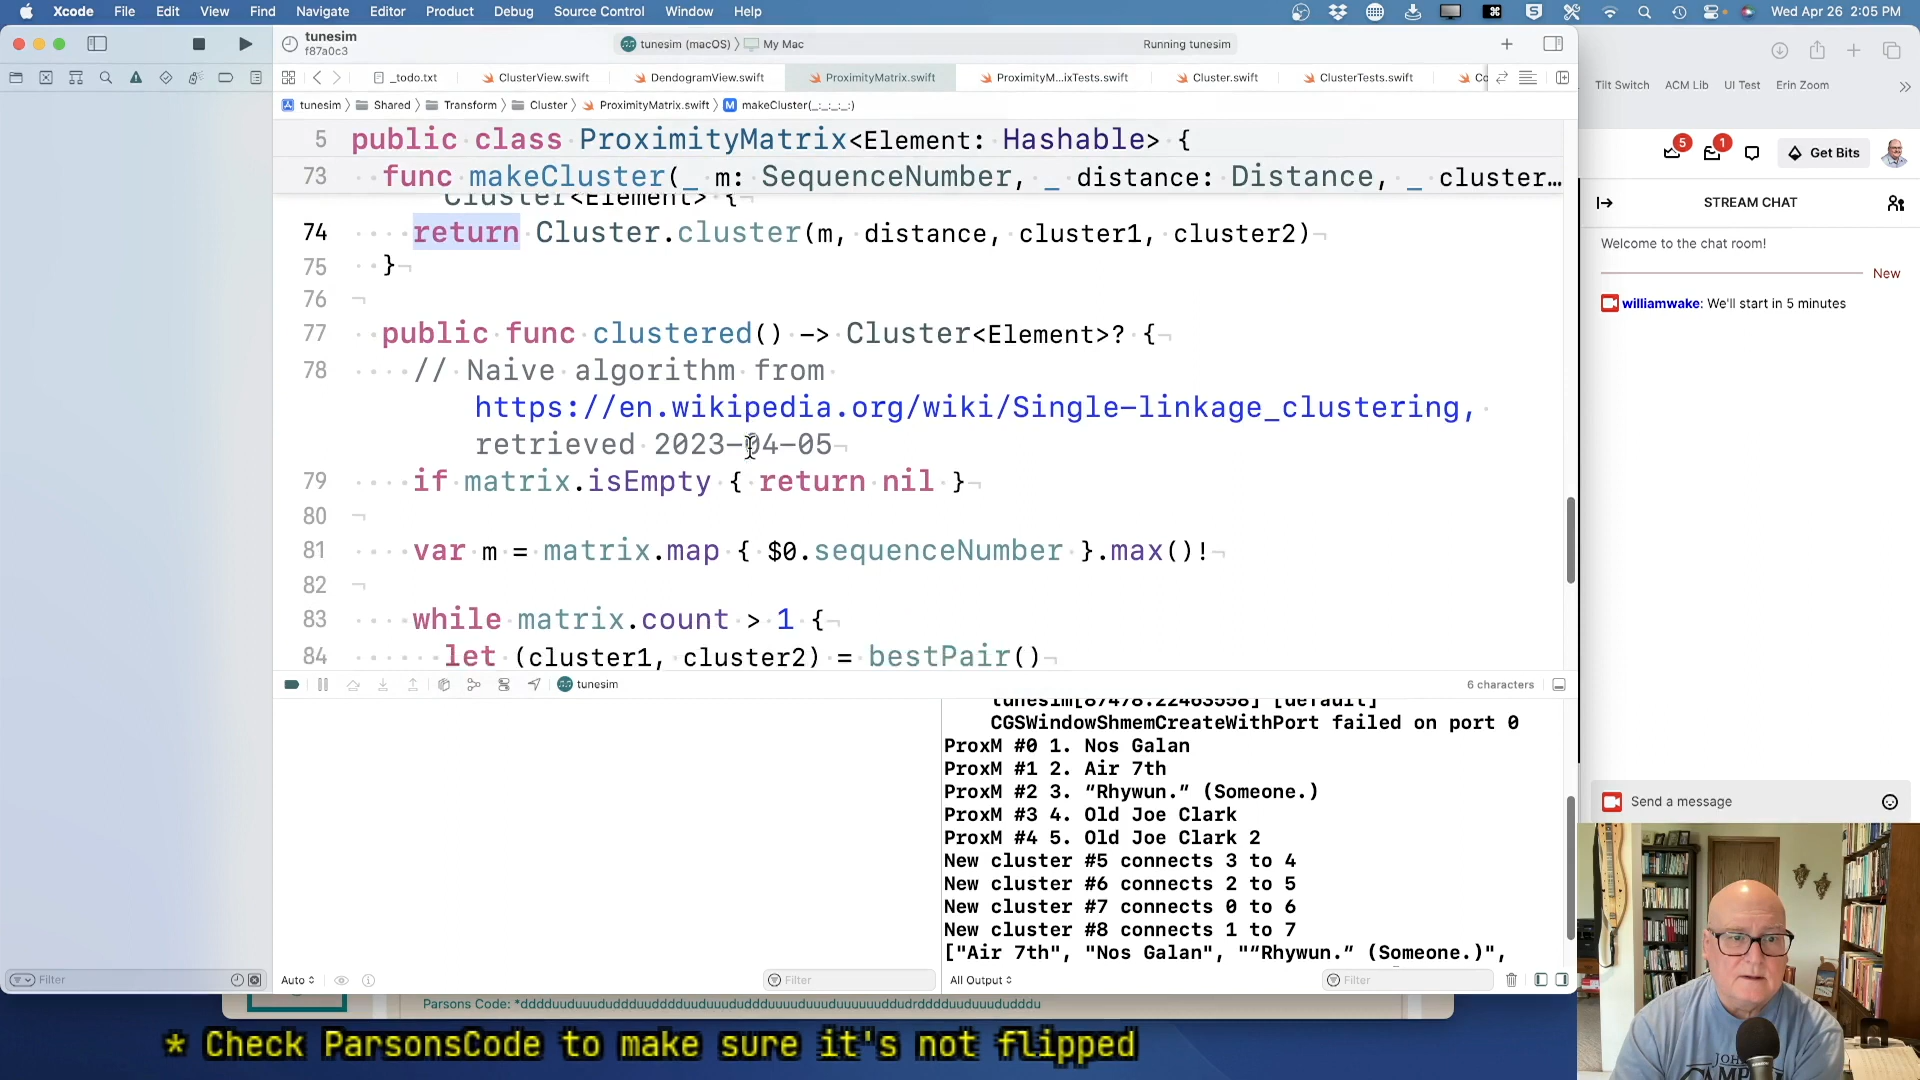 Xcode File Edit View Find Navigate Editor Product Debug Source Control Window Help Wed Apr 26 2:05 PM
tunesim
f87a0c3
tunesim (macOS) My Mac Running tunesim
_todo.txt ClusterView.swift DendogramView.swift ProximityMatrix.swift ProximityM...ixTests.swift Cluster.swift ClusterTests.swift Co
tunesim Shared Transform Cluster ProximityMatrix.swift M makeCluster(_:_:_:_:)
5 public class ProximityMatrix<Element: Hashable> {
73 func makeCluster(_ m: SequenceNumber, _ distance: Distance, _ cluster…
Cluster<Element> {
74 return Cluster.cluster(m, distance, cluster1, cluster2)
75 }
76
77 public func clustered() -> Cluster<Element>? {
78 // Naive algorithm from
https://en.wikipedia.org/wiki/Single-linkage_clustering,
retrieved 2023-04-05
79 if matrix.isEmpty { return nil }
80
81 var m = matrix.map { $0.sequenceNumber }.max()!
82
83 while matrix.count > 1 {
84 let (cluster1, cluster2) = bestPair()
tunesim 6 characters
tunesim[87478:22463558] [default]
CGSWindowShmemCreateWithPort failed on port 0
ProxM #0 1. Nos Galan
ProxM #1 2. Air 7th
ProxM #2 3. “Rhywun.” (Someone.)
ProxM #3 4. Old Joe Clark
ProxM #4 5. Old Joe Clark 2
New cluster #5 connects 3 to 4
New cluster #6 connects 2 to 5
New cluster #7 connects 0 to 6
New cluster #8 connects 1 to 7
["Air 7th", "Nos Galan", "“Rhywun.” (Someone.)",
Filter Auto Filter All Output Filter
Tilt Switch ACM Lib UI Test Erin Zoom
5 1 Get Bits
STREAM CHAT
Welcome to the chat room!
New
williamwake: We'll start in 5 minutes
Send a message
* Check ParsonsCode to make sure it's not flipped